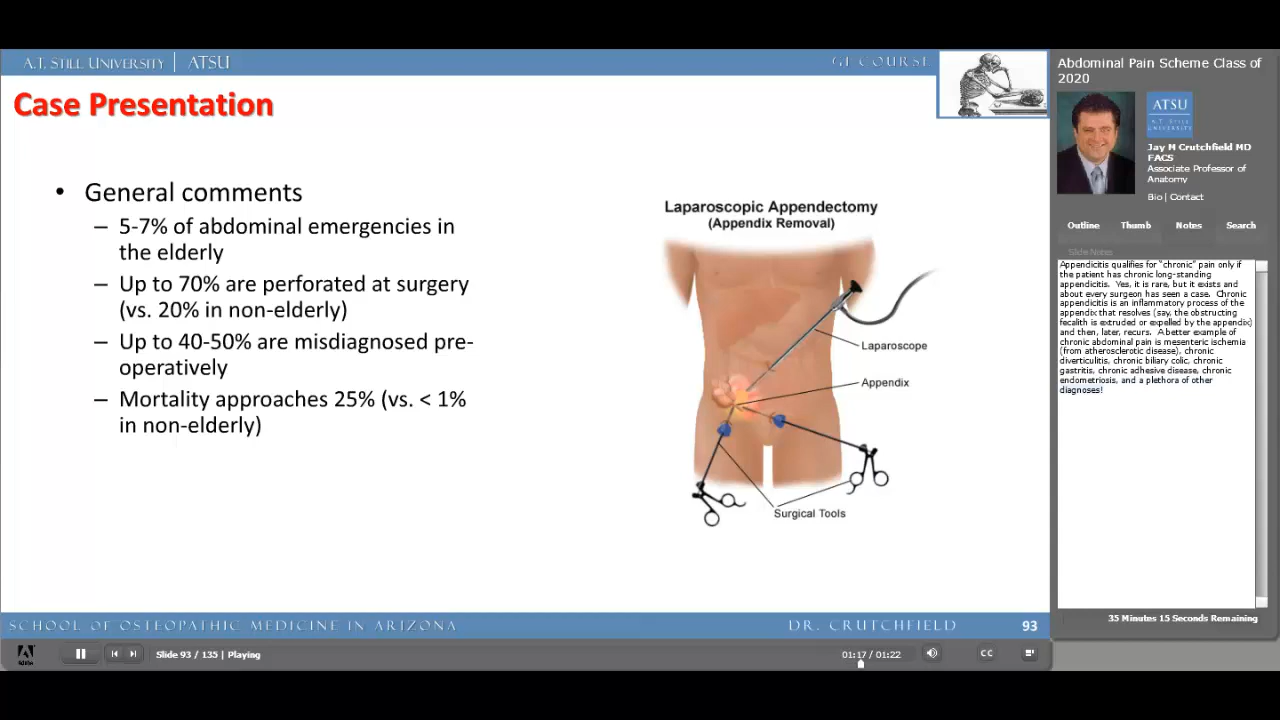 A.T. STILL UNIVERSITY | ATSU
GI COURSE
Case Presentation
• General comments
– 5-7% of abdominal emergencies in
the elderly
– Up to 70% are perforated at surgery
(vs. 20% in non-elderly)
– Up to 40-50% are misdiagnosed pre-
operatively
– Mortality approaches 25% (vs. < 1%
in non-elderly)
Laparoscopic Appendectomy
(Appendix Removal)
Laparoscope
Appendix
Surgical Tools
SCHOOL OF OSTEOPATHIC MEDICINE IN ARIZONA
DR. CRUTCHFIELD
93
Abdominal Pain Scheme Class of
2020
ATSU
A.T. STILL
UNIVERSITY
Jay M Crutchfield MD
FACS
Associate Professor of
Anatomy
Bio | Contact
Outline Thumb Notes Search
Slide Notes
Appendicitis qualifies for "chronic" pain only if
the patient has chronic long-standing
appendicitis. Yes, it is rare, but it exists and
about every surgeon has seen a case. Chronic
appendicitis is an inflammatory process of the
appendix that resolves (say, the obstructing
fecalith is extruded or expelled by the appendix)
and then, later, recurs. A better example of
chronic abdominal pain is mesenteric ischemia
(from atherosclerotic disease), chronic
diverticulitis, chronic biliary colic, chronic
gastritis, chronic adhesive disease, chronic
endometriosis, and a plethora of other
diagnoses!
35 Minutes 15 Seconds Remaining
Adobe
Slide 93 / 135 | Playing
01:17 / 01:22
CC